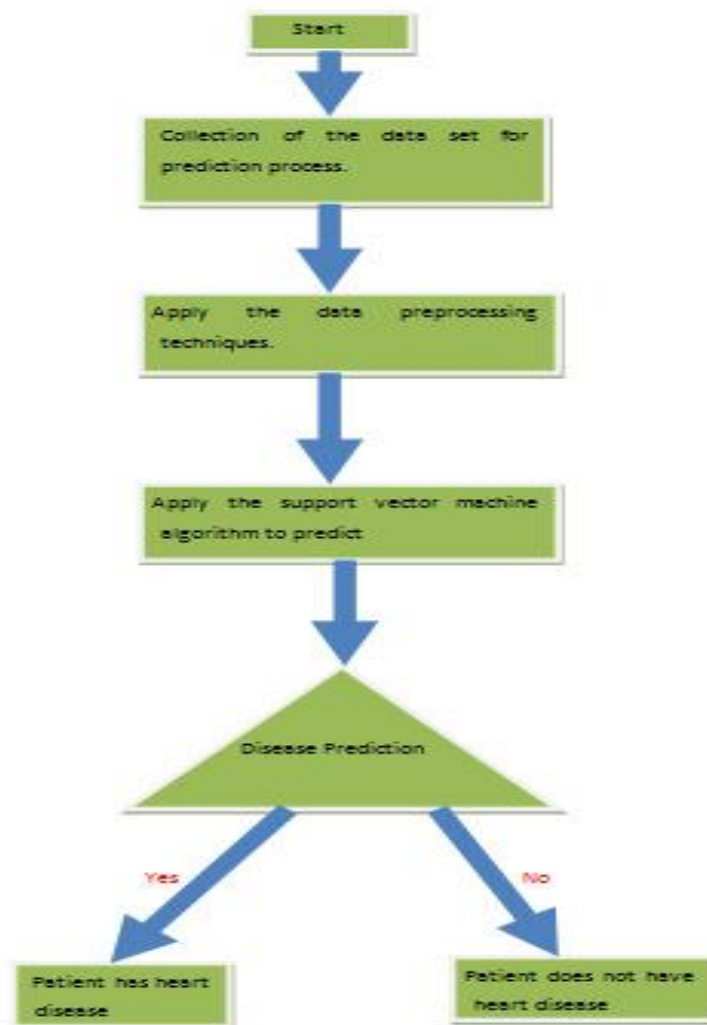 Start
Collection of the data set for
prediction process.
Apply the data preprocessing
techniques.
Apply the support vector machine
algorithm to predict
Disease Prediction
Yes
No
Patient has heart
disease
Patient does not have
heart disease